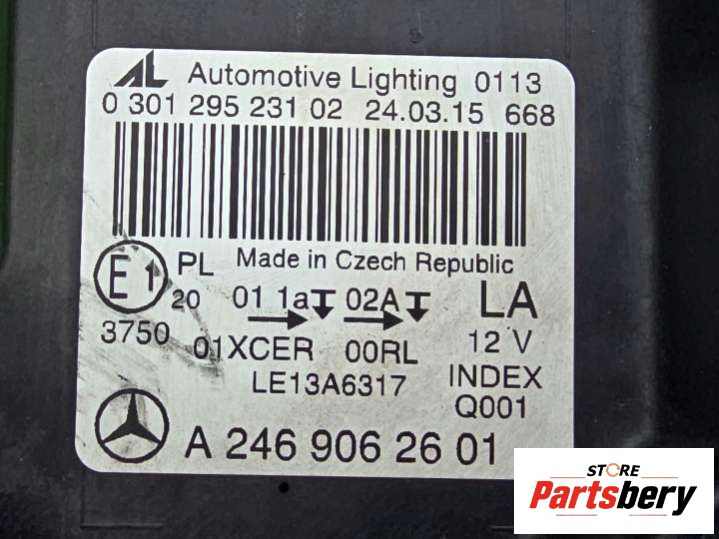 AL Automotive Lighting 0113
0 301 295 231 02 24.03.15 668
E1 PL Made in Czech Republic
20 01 1a 02A LA
3750 01XCER 00RL 12 V
LE13A6317 INDEX
Q001
A 246 906 26 01
STORE
Partsbery